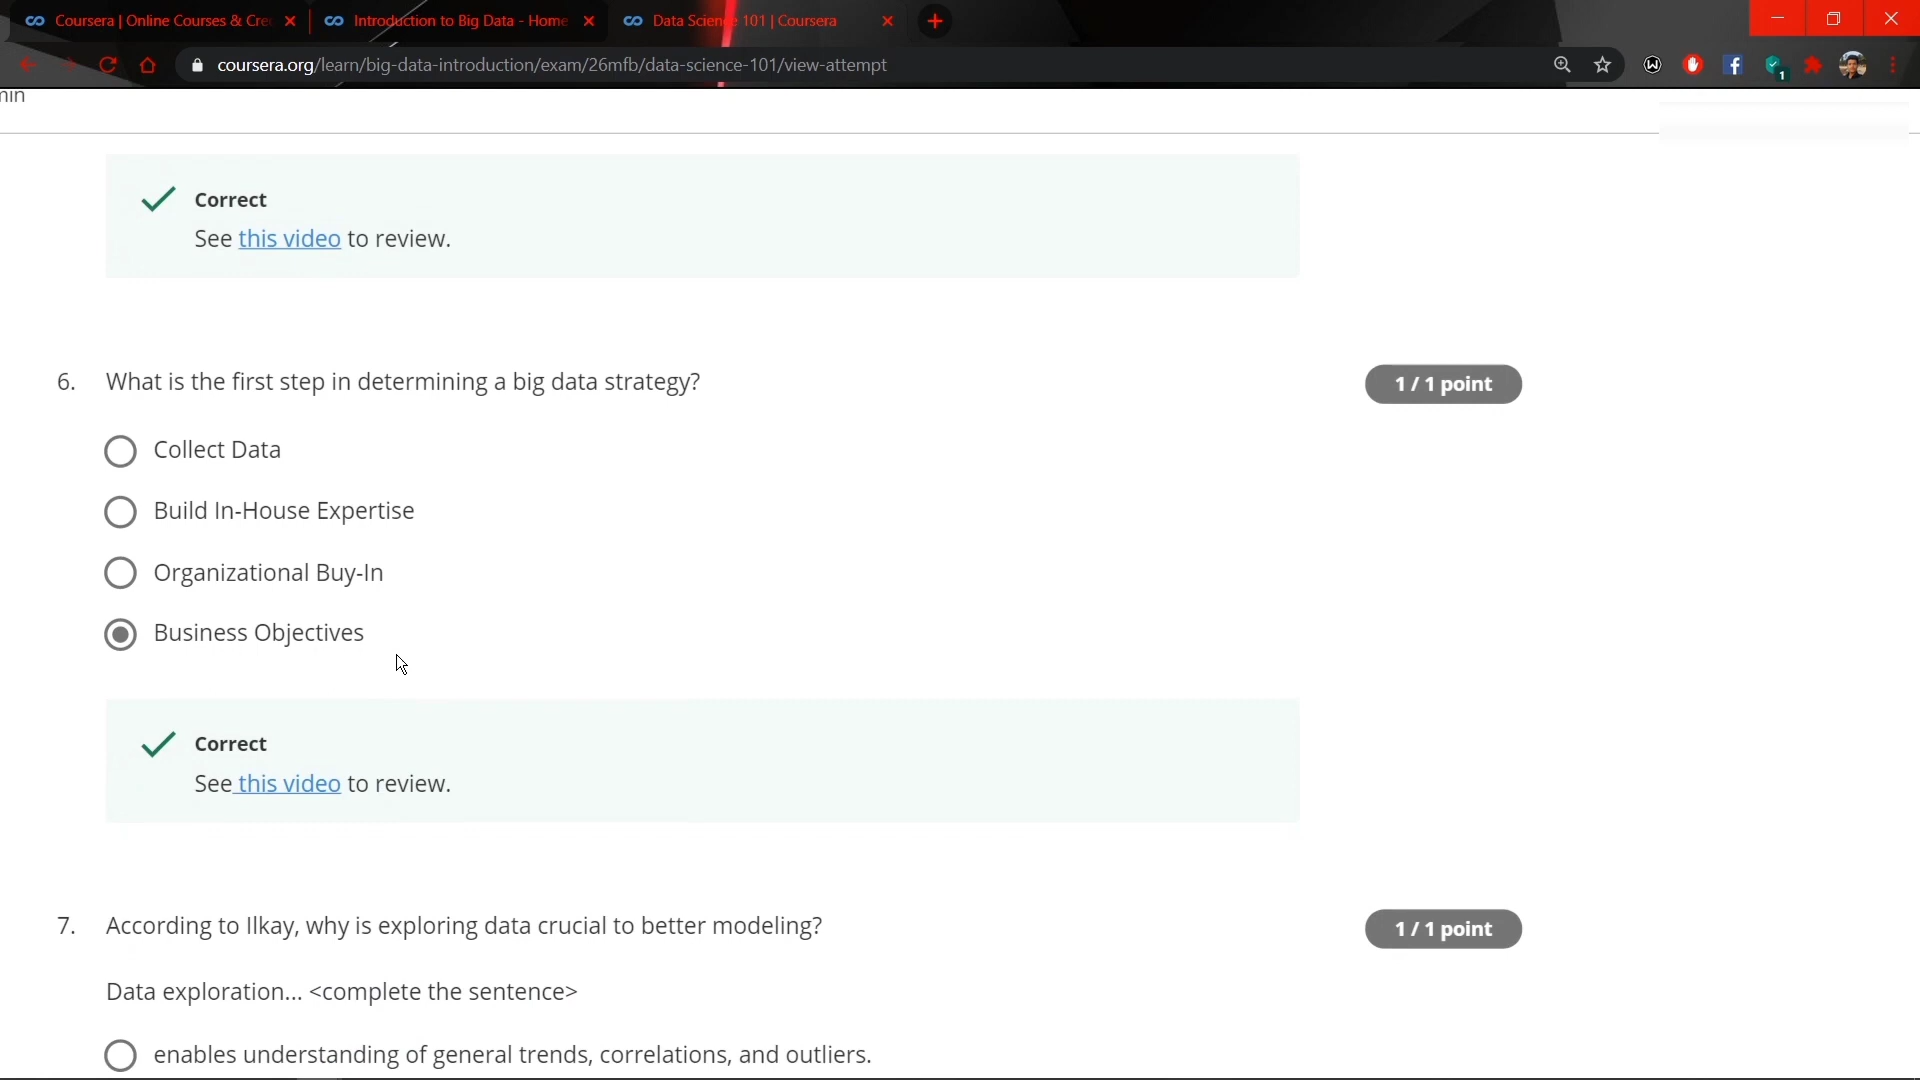 Coursera | Online Courses & Cre
Introduction to Big Data - Home
Data Science 101 | Coursera
coursera.org/learn/big-data-introduction/exam/26mfb/data-science-101/view-attempt
1
min
Correct
See this video to review.
6. What is the first step in determining a big data strategy?
1 / 1 point
Collect Data
Build In-House Expertise
Organizational Buy-In
Business Objectives
Correct
See this video to review.
7. According to Ilkay, why is exploring data crucial to better modeling?
1 / 1 point
Data exploration... <complete the sentence>
enables understanding of general trends, correlations, and outliers.